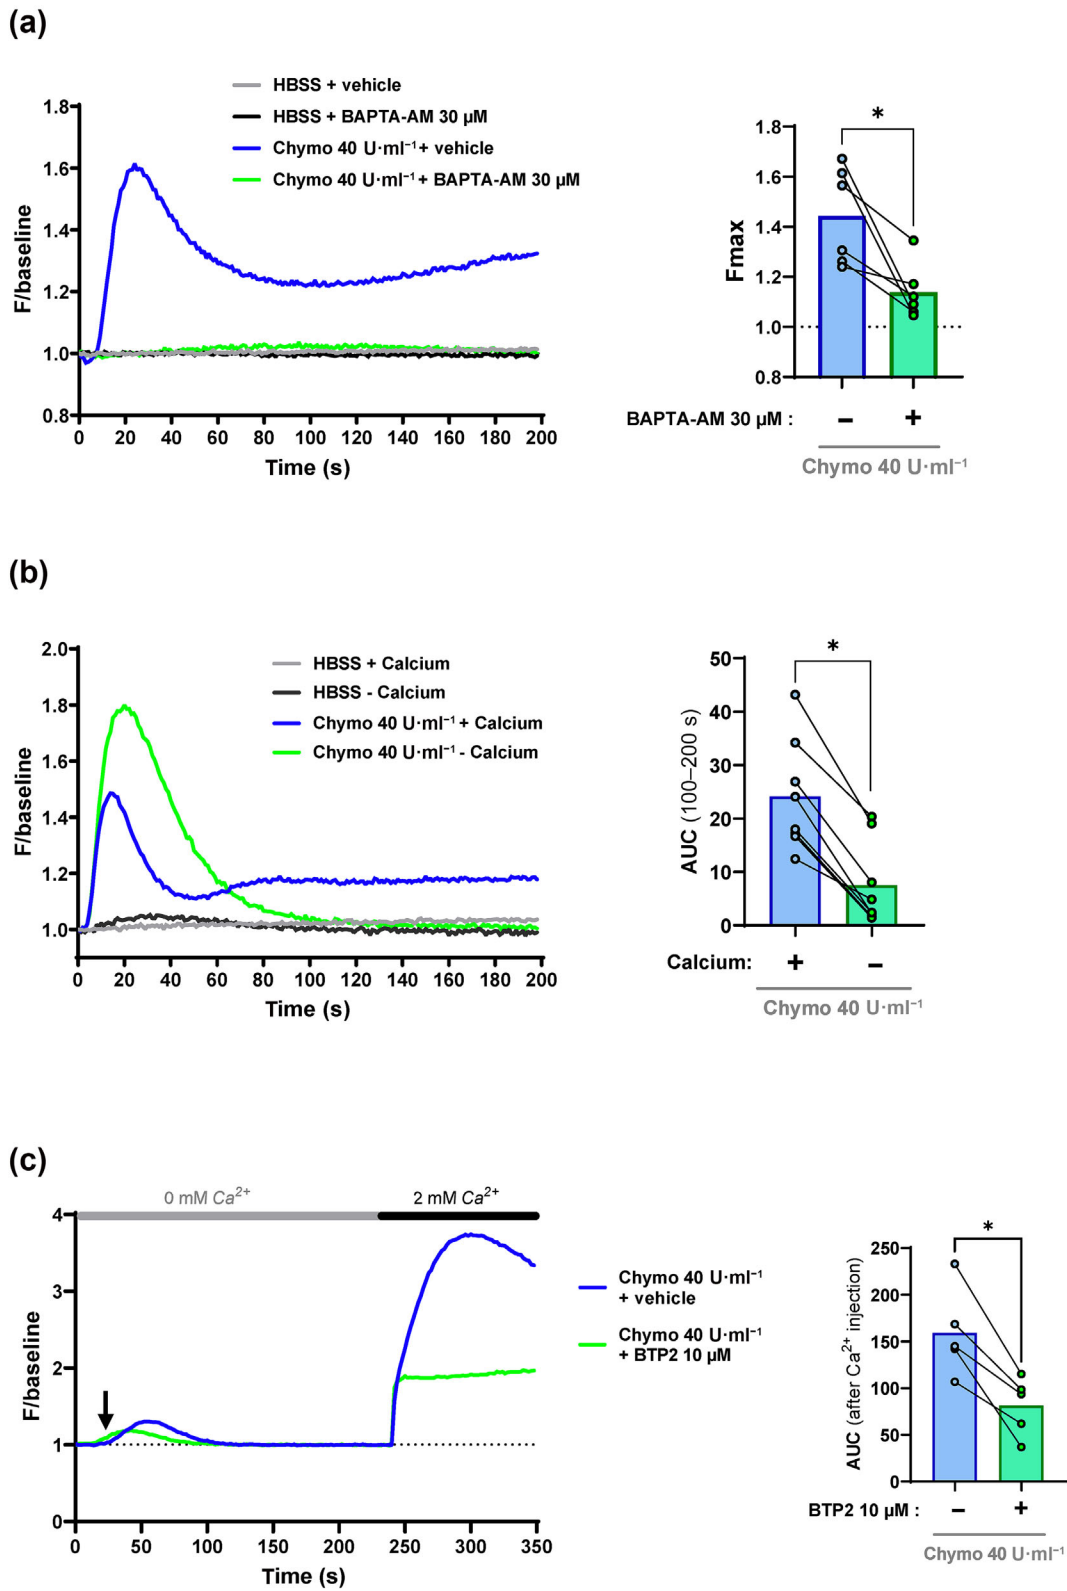 (a)
HBSS + vehicle
HBSS + BAPTA-AM 30 µM
Chymo 40 U·ml⁻¹ + vehicle
Chymo 40 U·ml⁻¹ + BAPTA-AM 30 µM
F/baseline
1.8
1.6
1.4
1.2
1.0
0.8
0 20 40 60 80 100 120 140 160 180 200
Time (s)
*
Fmax
1.8
1.6
1.4
1.2
1.0
0.8
BAPTA-AM 30 µM : − +
Chymo 40 U·ml⁻¹
(b)
HBSS + Calcium
HBSS - Calcium
Chymo 40 U·ml⁻¹ + Calcium
Chymo 40 U·ml⁻¹ - Calcium
F/baseline
2.0
1.8
1.6
1.4
1.2
1.0
0 20 40 60 80 100 120 140 160 180 200
Time (s)
*
AUC (100–200 s)
50
40
30
20
10
0
Calcium: + −
Chymo 40 U·ml⁻¹
(c)
0 mM Ca²⁺ 2 mM Ca²⁺
F/baseline
4
3
2
1
0
0 50 100 150 200 250 300 350
Time (s)
Chymo 40 U·ml⁻¹
+ vehicle
Chymo 40 U·ml⁻¹
+ BTP2 10 µM
*
AUC (after Ca²⁺ injection)
250
200
150
100
50
0
BTP2 10 µM : − +
Chymo 40 U·ml⁻¹